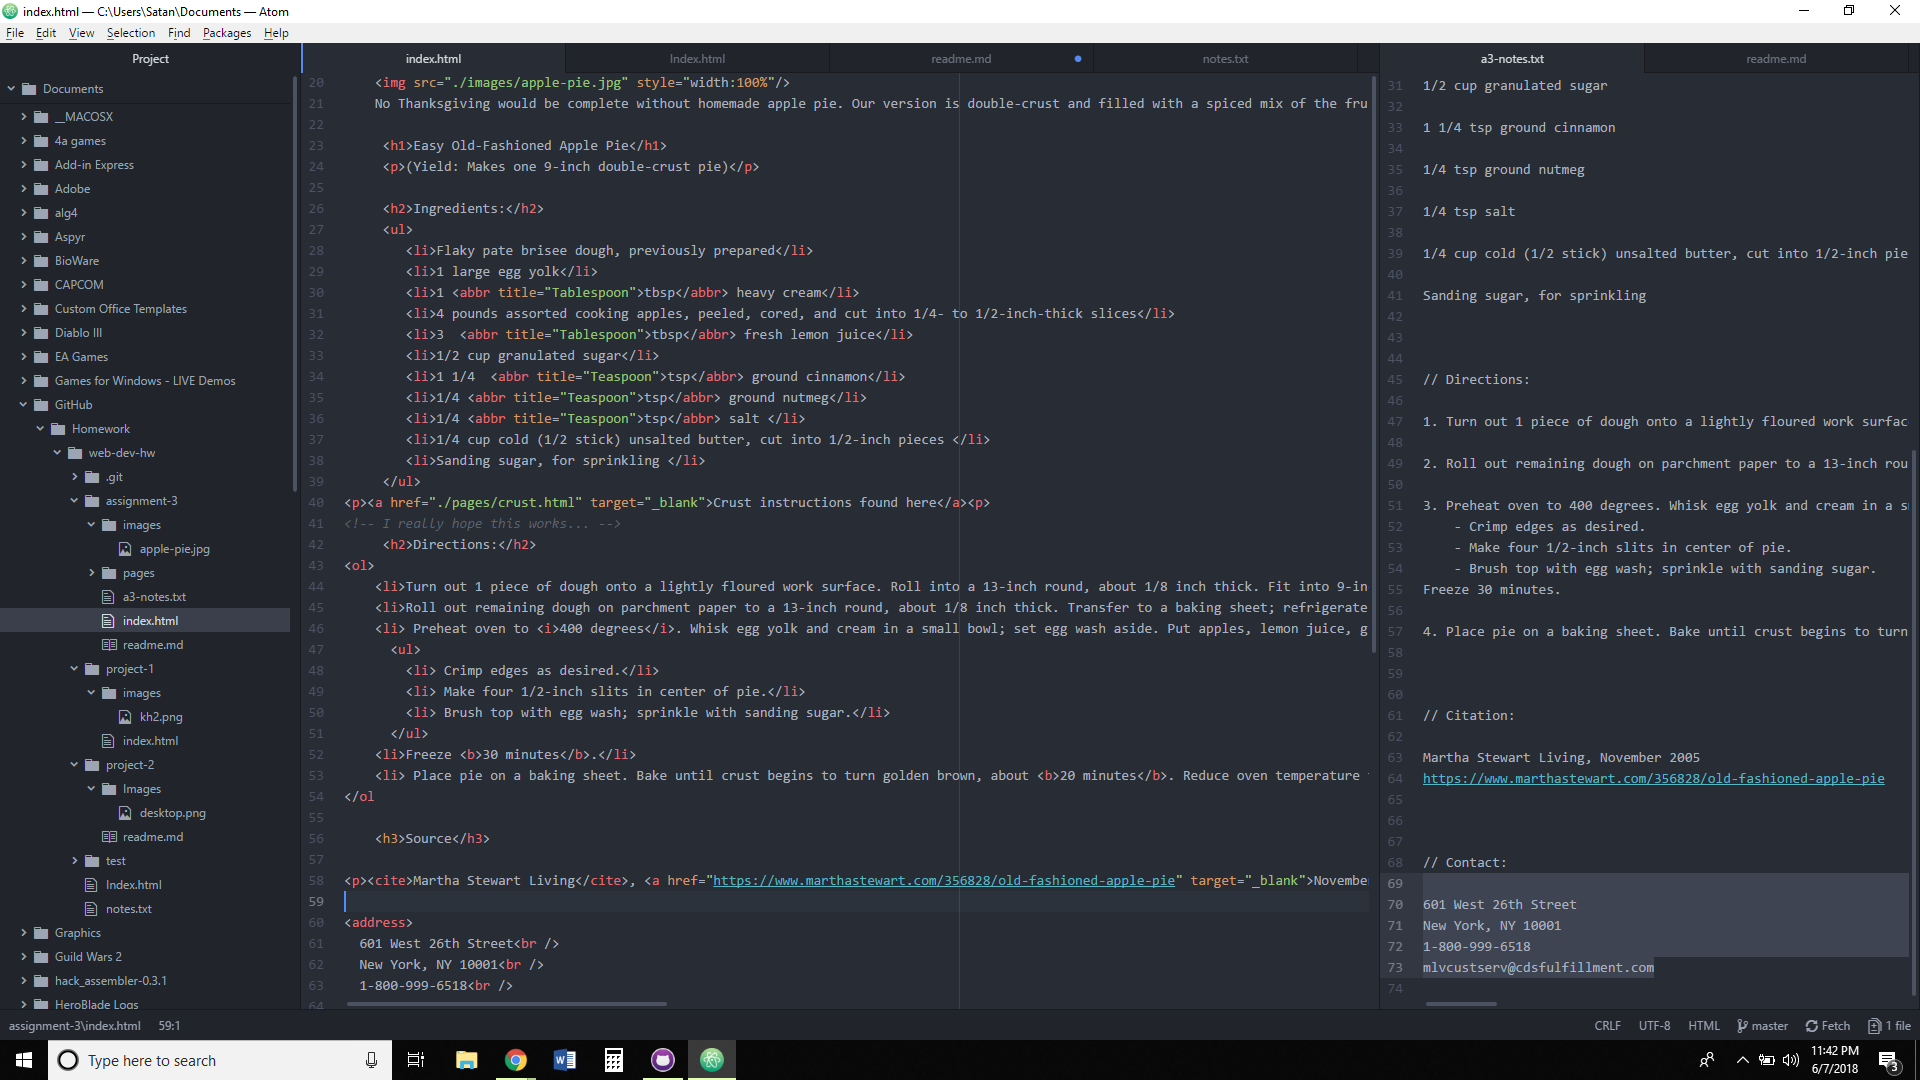 index.html — C:\Users\Satan\Documents — Atom
File Edit View Selection Find Packages Help
Project
Documents
__MACOSX
4a games
Add-in Express
Adobe
alg4
Aspyr
BioWare
CAPCOM
Custom Office Templates
Diablo III
EA Games
Games for Windows - LIVE Demos
GitHub
Homework
web-dev-hw
.git
assignment-3
images
apple-pie.jpg
pages
a3-notes.txt
index.html
readme.md
project-1
images
kh2.png
index.html
project-2
Images
desktop.png
readme.md
test
Index.html
notes.txt
Graphics
Guild Wars 2
hack_assembler-0.3.1
HeroBlade Logs
index.html Index.html readme.md notes.txt
20 <img src="./images/apple-pie.jpg" style="width:100%"/>
21 No Thanksgiving would be complete without homemade apple pie. Our version is double-crust and filled with a spiced mix of the fru
22
23 <h1>Easy Old-Fashioned Apple Pie</h1>
24 <p>(Yield: Makes one 9-inch double-crust pie)</p>
25
26 <h2>Ingredients:</h2>
27 <ul>
28 <li>Flaky pate brisee dough, previously prepared</li>
29 <li>1 large egg yolk</li>
30 <li>1 <abbr title="Tablespoon">tbsp</abbr> heavy cream</li>
31 <li>4 pounds assorted cooking apples, peeled, cored, and cut into 1/4- to 1/2-inch-thick slices</li>
32 <li>3  <abbr title="Tablespoon">tbsp</abbr> fresh lemon juice</li>
33 <li>1/2 cup granulated sugar</li>
34 <li>1 1/4  <abbr title="Teaspoon">tsp</abbr> ground cinnamon</li>
35 <li>1/4 <abbr title="Teaspoon">tsp</abbr> ground nutmeg</li>
36 <li>1/4 <abbr title="Teaspoon">tsp</abbr> salt </li>
37 <li>1/4 cup cold (1/2 stick) unsalted butter, cut into 1/2-inch pieces </li>
38 <li>Sanding sugar, for sprinkling </li>
39 </ul>
40 <p><a href="./pages/crust.html" target="_blank">Crust instructions found here</a><p>
41 <!-- I really hope this works... -->
42 <h2>Directions:</h2>
43 <ol>
44 <li>Turn out 1 piece of dough onto a lightly floured work surface. Roll into a 13-inch round, about 1/8 inch thick. Fit into 9-in
45 <li>Roll out remaining dough on parchment paper to a 13-inch round, about 1/8 inch thick. Transfer to a baking sheet; refrigerate
46 <li> Preheat oven to <i>400 degrees</i>. Whisk egg yolk and cream in a small bowl; set egg wash aside. Put apples, lemon juice, g
47 <ul>
48 <li> Crimp edges as desired.</li>
49 <li> Make four 1/2-inch slits in center of pie.</li>
50 <li> Brush top with egg wash; sprinkle with sanding sugar.</li>
51 </ul>
52 <li>Freeze <b>30 minutes</b>.</li>
53 <li> Place pie on a baking sheet. Bake until crust begins to turn golden brown, about <b>20 minutes</b>. Reduce oven temperature
54 </ol
55
56 <h3>Source</h3>
57
58 <p><cite>Martha Stewart Living</cite>, <a href="https://www.marthastewart.com/356828/old-fashioned-apple-pie" target="_blank">Novembe
59
60 <address>
61 601 West 26th Street<br />
62 New York, NY 10001<br />
63 1-800-999-6518<br />
64
a3-notes.txt readme.md
31 1/2 cup granulated sugar
32
33 1 1/4 tsp ground cinnamon
34
35 1/4 tsp ground nutmeg
36
37 1/4 tsp salt
38
39 1/4 cup cold (1/2 stick) unsalted butter, cut into 1/2-inch pie
40
41 Sanding sugar, for sprinkling
42
43
44
45 // Directions:
46
47 1. Turn out 1 piece of dough onto a lightly floured work surfac
48
49 2. Roll out remaining dough on parchment paper to a 13-inch rou
50
51 3. Preheat oven to 400 degrees. Whisk egg yolk and cream in a s
52 - Crimp edges as desired.
53 - Make four 1/2-inch slits in center of pie.
54 - Brush top with egg wash; sprinkle with sanding sugar.
55 Freeze 30 minutes.
56
57 4. Place pie on a baking sheet. Bake until crust begins to turn
58
59
60
61 // Citation:
62
63 Martha Stewart Living, November 2005
64 https://www.marthastewart.com/356828/old-fashioned-apple-pie
65
66
67
68 // Contact:
69
70 601 West 26th Street
71 New York, NY 10001
72 1-800-999-6518
73 mlvcustserv@cdsfulfillment.com
74
assignment-3\index.html 59:1 CRLF UTF-8 HTML master Fetch 1 file
Type here to search
11:42 PM
6/7/2018
3